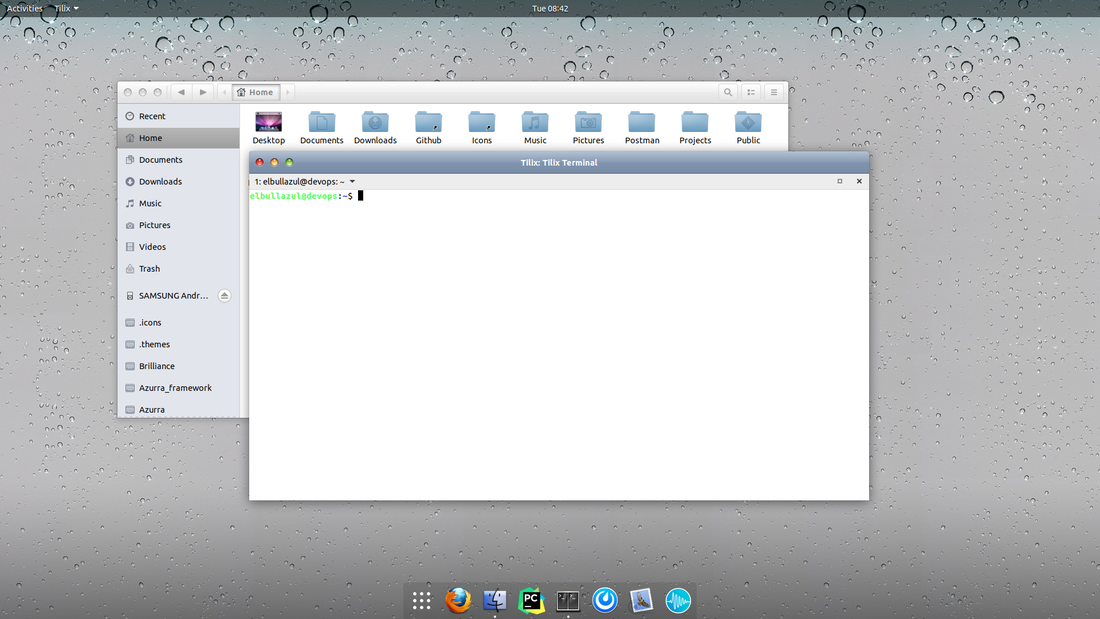 Activities Tilix Tue 08:42
Home
Recent
Home
Documents
Downloads
Music
Pictures
Videos
Trash
SAMSUNG Andr...
.icons
.themes
Brilliance
Azurra_framework
Azurra
Desktop Documents Downloads Github Icons Music Pictures Postman Projects Public
Tilix: Tilix Terminal
1: elbullazul@devops: ~
elbullazul@devops:~$
PC